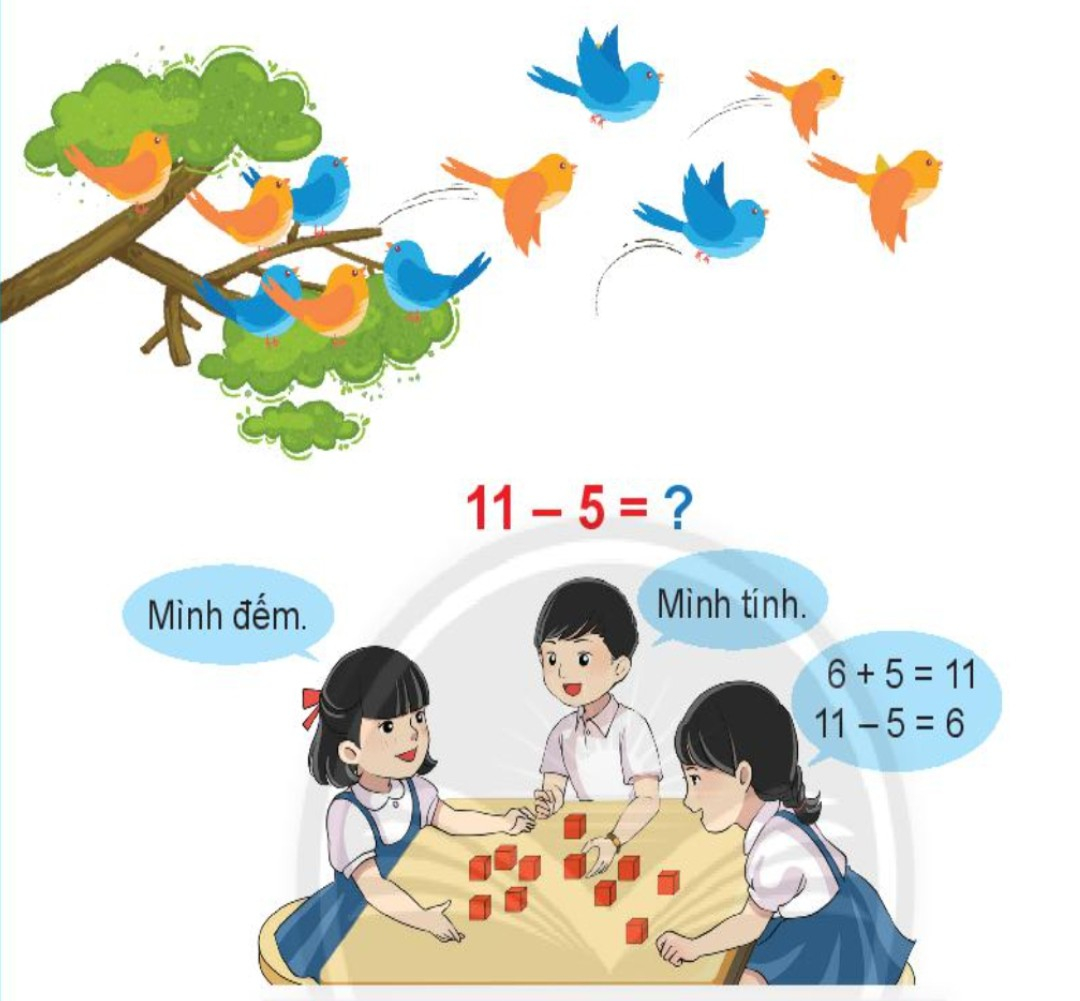 11 – 5 = ?
Mình đếm.
Mình tính.
6 + 5 = 11
11 – 5 = 6